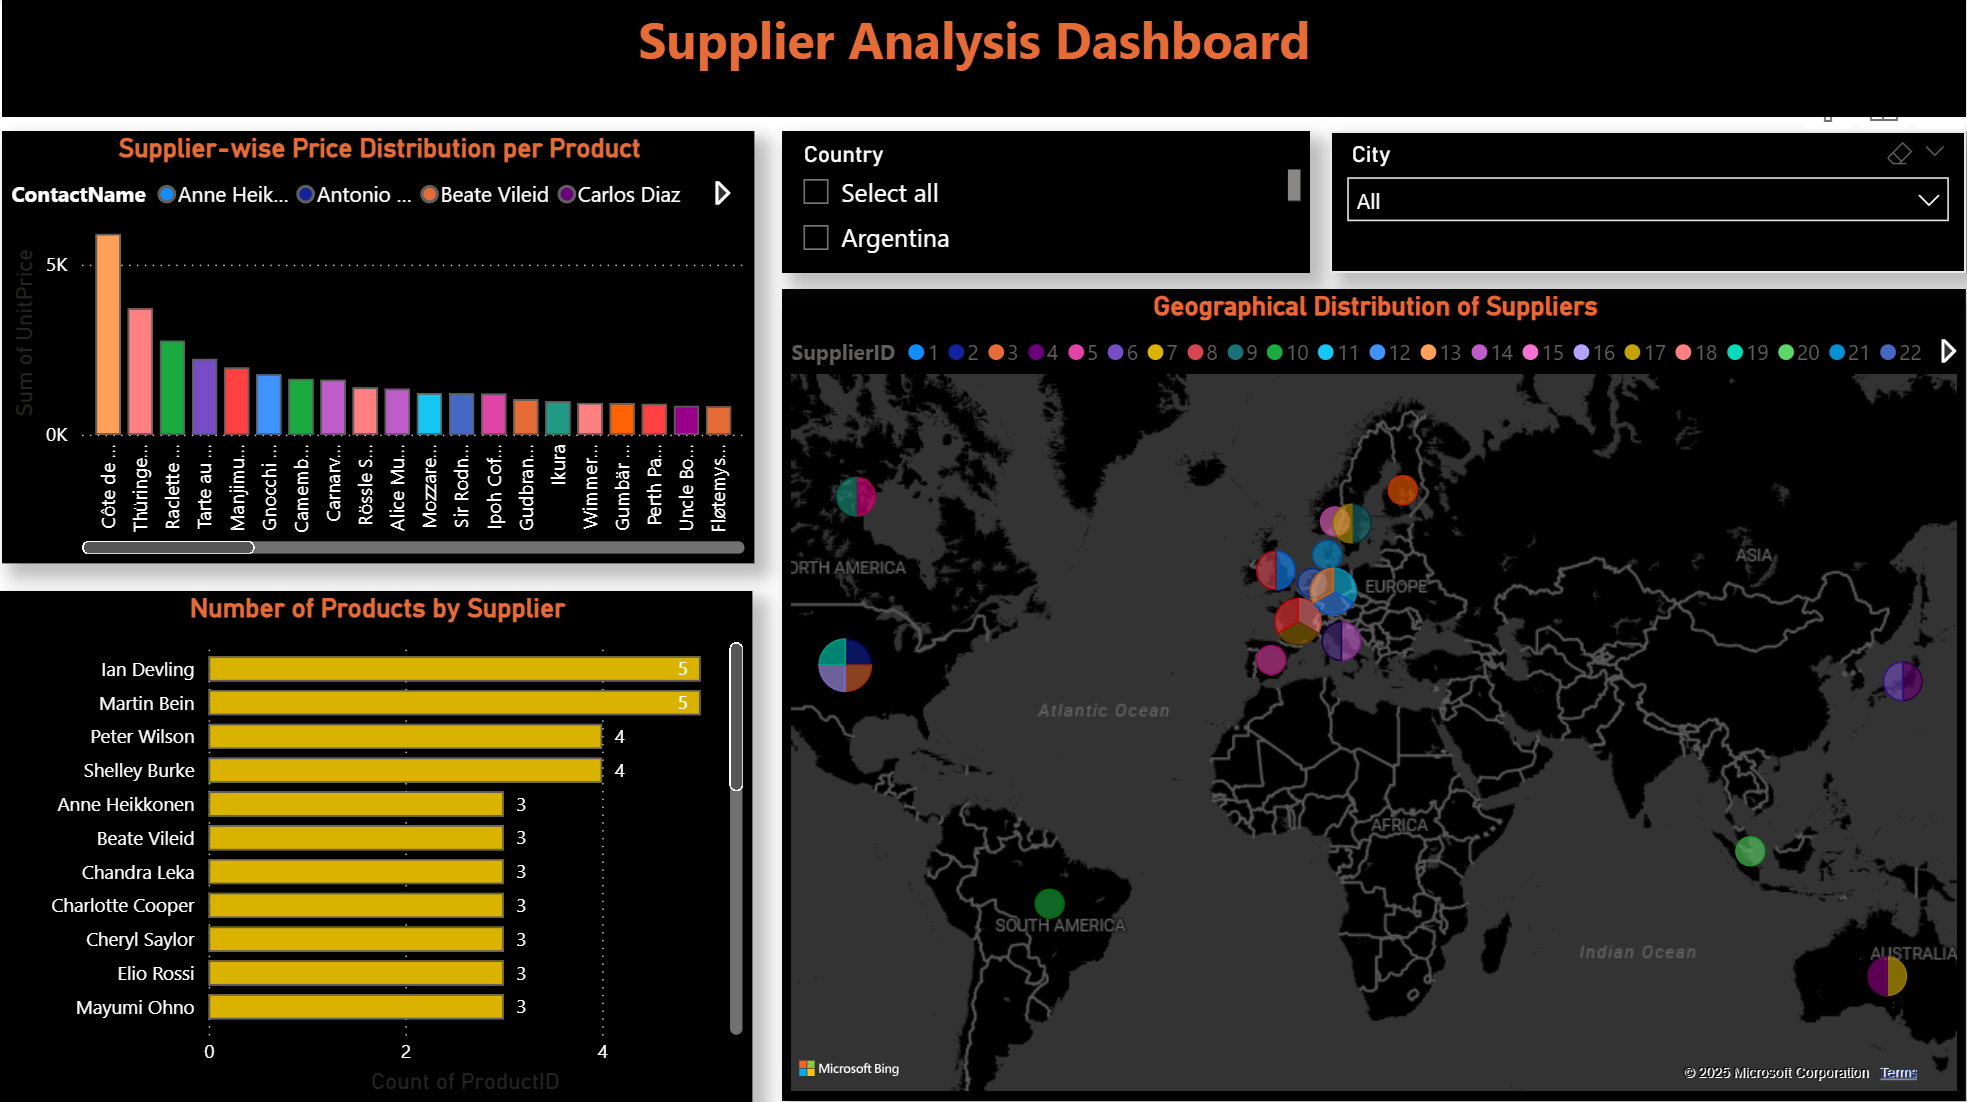 Supplier Analysis Dashboard
Supplier-wise Price Distribution per Product
ContactName Anne Heik... Antonio ... Beate Vileid Carlos Diaz
Sum of UnitPrice
5K
0K
Côte de ...
Thüringe...
Raclette ...
Tarte au ...
Manjimu...
Gnocchi ...
Camemb...
Carnarv...
Rössle S...
Alice Mu...
Mozzare...
Sir Rodn...
Ipoh Cof...
Gudbran...
Ikura
Wimmer...
Gumbär ...
Perth Pa...
Uncle Bo...
Fløtemys...
Country
Select all
Argentina
City
All
Number of Products by Supplier
Ian Devling 5
Martin Bein 5
Peter Wilson 4
Shelley Burke 4
Anne Heikkonen 3
Beate Vileid 3
Chandra Leka 3
Charlotte Cooper 3
Cheryl Saylor 3
Elio Rossi 3
Mayumi Ohno 3
0 2 4
Count of ProductID
Geographical Distribution of Suppliers
SupplierID 1 2 3 4 5 6 7 8 9 10 11 12 13 14 15 16 17 18 19 20 21 22
ASIA
ORTH AMERICA
EUROPE
Atlantic Ocean
AFRICA
SOUTH AMERICA
Indian Ocean
AUSTRALIA
Microsoft Bing
© 2025 Microsoft Corporation Terms